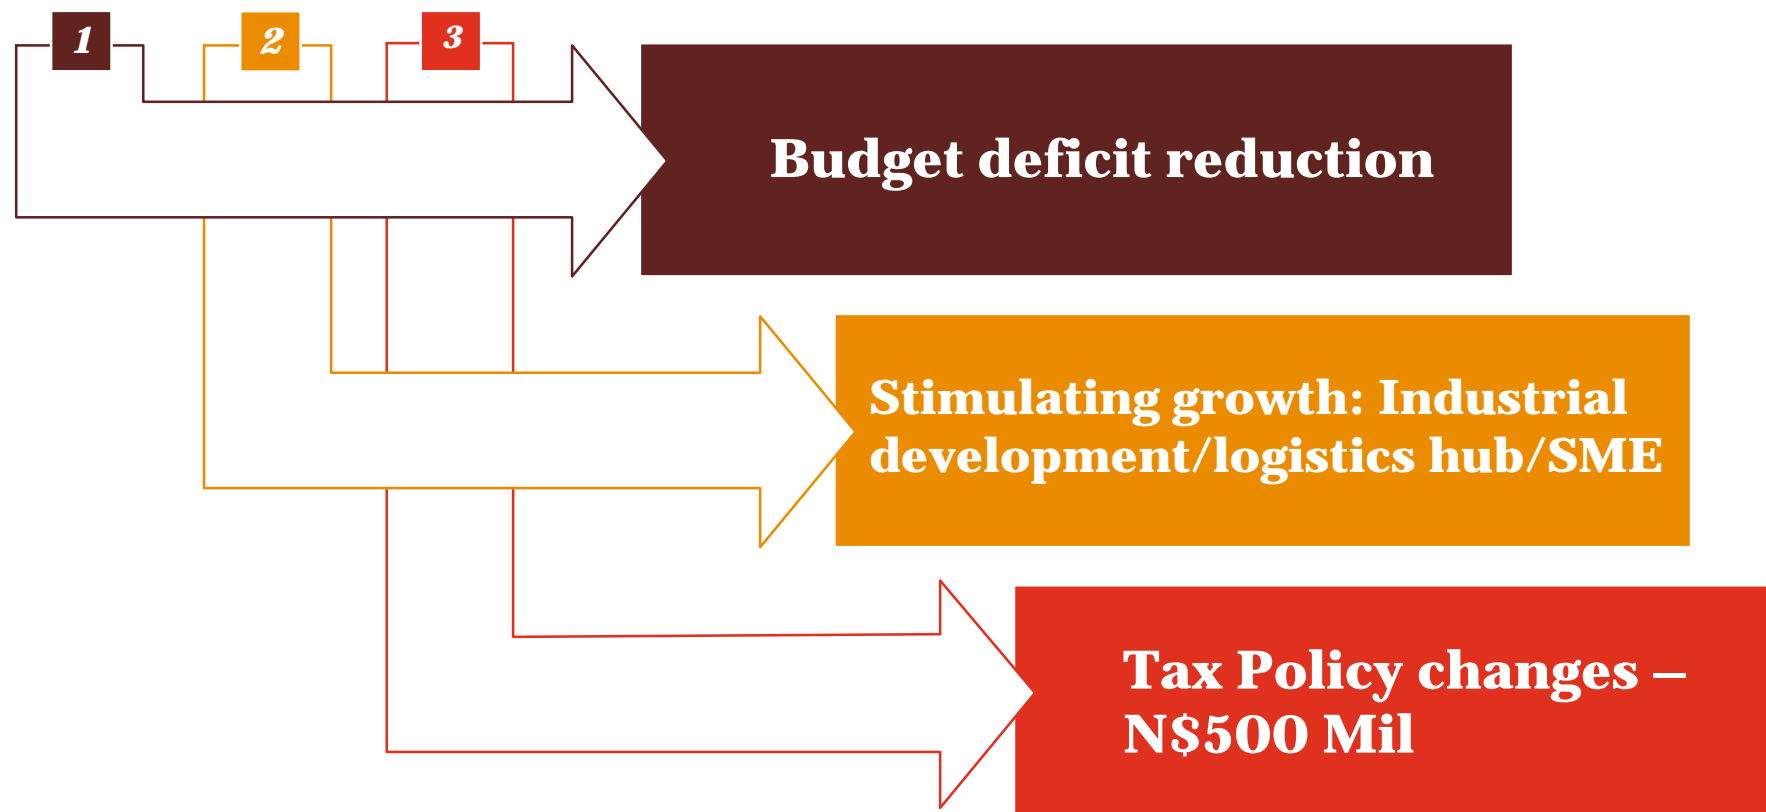 1
2
3
Budget deficit reduction
Stimulating growth: Industrial
development/logistics hub/SME
Tax Policy changes –
N$500 Mil